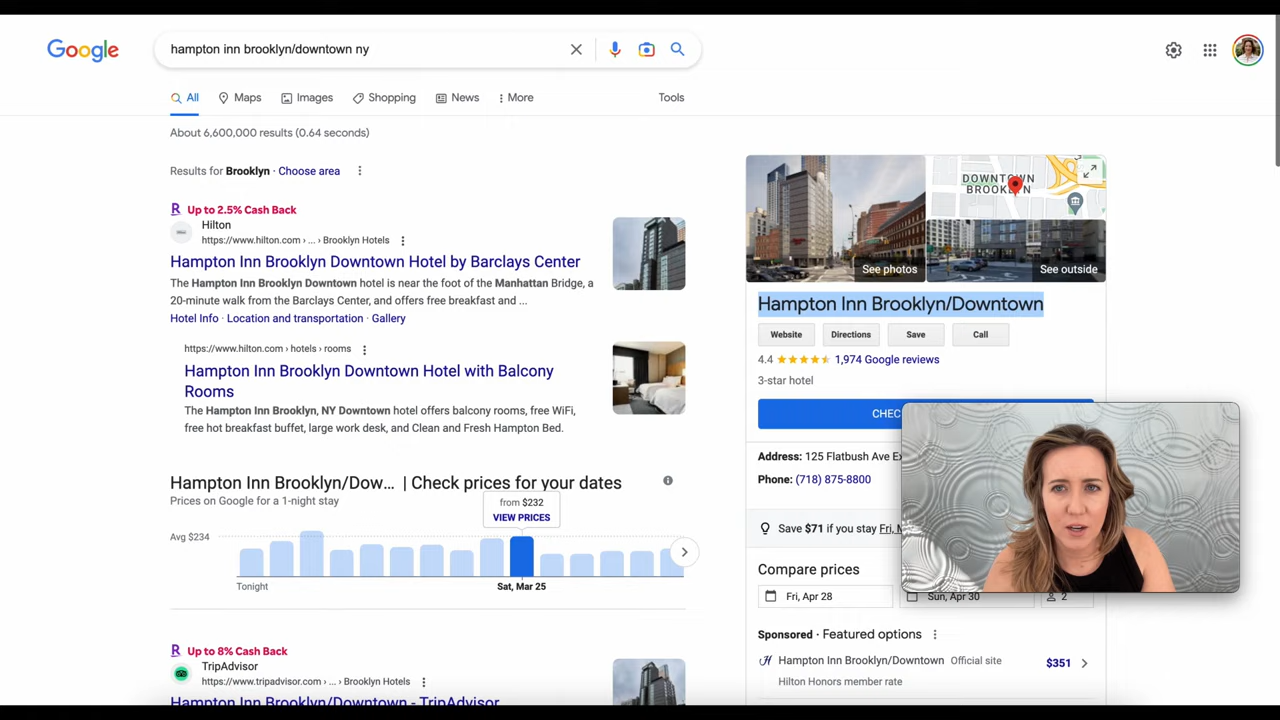 Google
hampton inn brooklyn/downtown ny
All
Maps
Images
Shopping
News
More
Tools
About 6,600,000 results (0.64 seconds)
Results for Brooklyn · Choose area
Up to 2.5% Cash Back
Hilton
https://www.hilton.com › ... › Brooklyn Hotels
Hampton Inn Brooklyn Downtown Hotel by Barclays Center
The Hampton Inn Brooklyn Downtown hotel is near the foot of the Manhattan Bridge, a
20-minute walk from the Barclays Center, and offers free breakfast and ...
Hotel Info · Location and transportation · Gallery
https://www.hilton.com › hotels › rooms
Hampton Inn Brooklyn Downtown Hotel with Balcony
Rooms
The Hampton Inn Brooklyn, NY Downtown hotel offers balcony rooms, free WiFi,
free hot breakfast buffet, large work desk, and Clean and Fresh Hampton Bed.
Hampton Inn Brooklyn/Dow... | Check prices for your dates
Prices on Google for a 1-night stay
from $232
VIEW PRICES
Avg $234
Tonight
Sat, Mar 25
Up to 8% Cash Back
TripAdvisor
https://www.tripadvisor.com › ... › Brooklyn Hotels
Hampton Inn Brooklyn/Downtown - TripAdvisor
DOWNTOWN
BROOKLYN
See photos
See outside
Hampton Inn Brooklyn/Downtown
Website
Directions
Save
Call
4.4
1,974 Google reviews
3-star hotel
CHEC
Address: 125 Flatbush Ave Ex
Phone: (718) 875-8800
Save $71 if you stay Fri, M
Compare prices
Fri, Apr 28
Sun, Apr 30
2
Sponsored · Featured options
Hampton Inn Brooklyn/Downtown
Official site
$351
Hilton Honors member rate